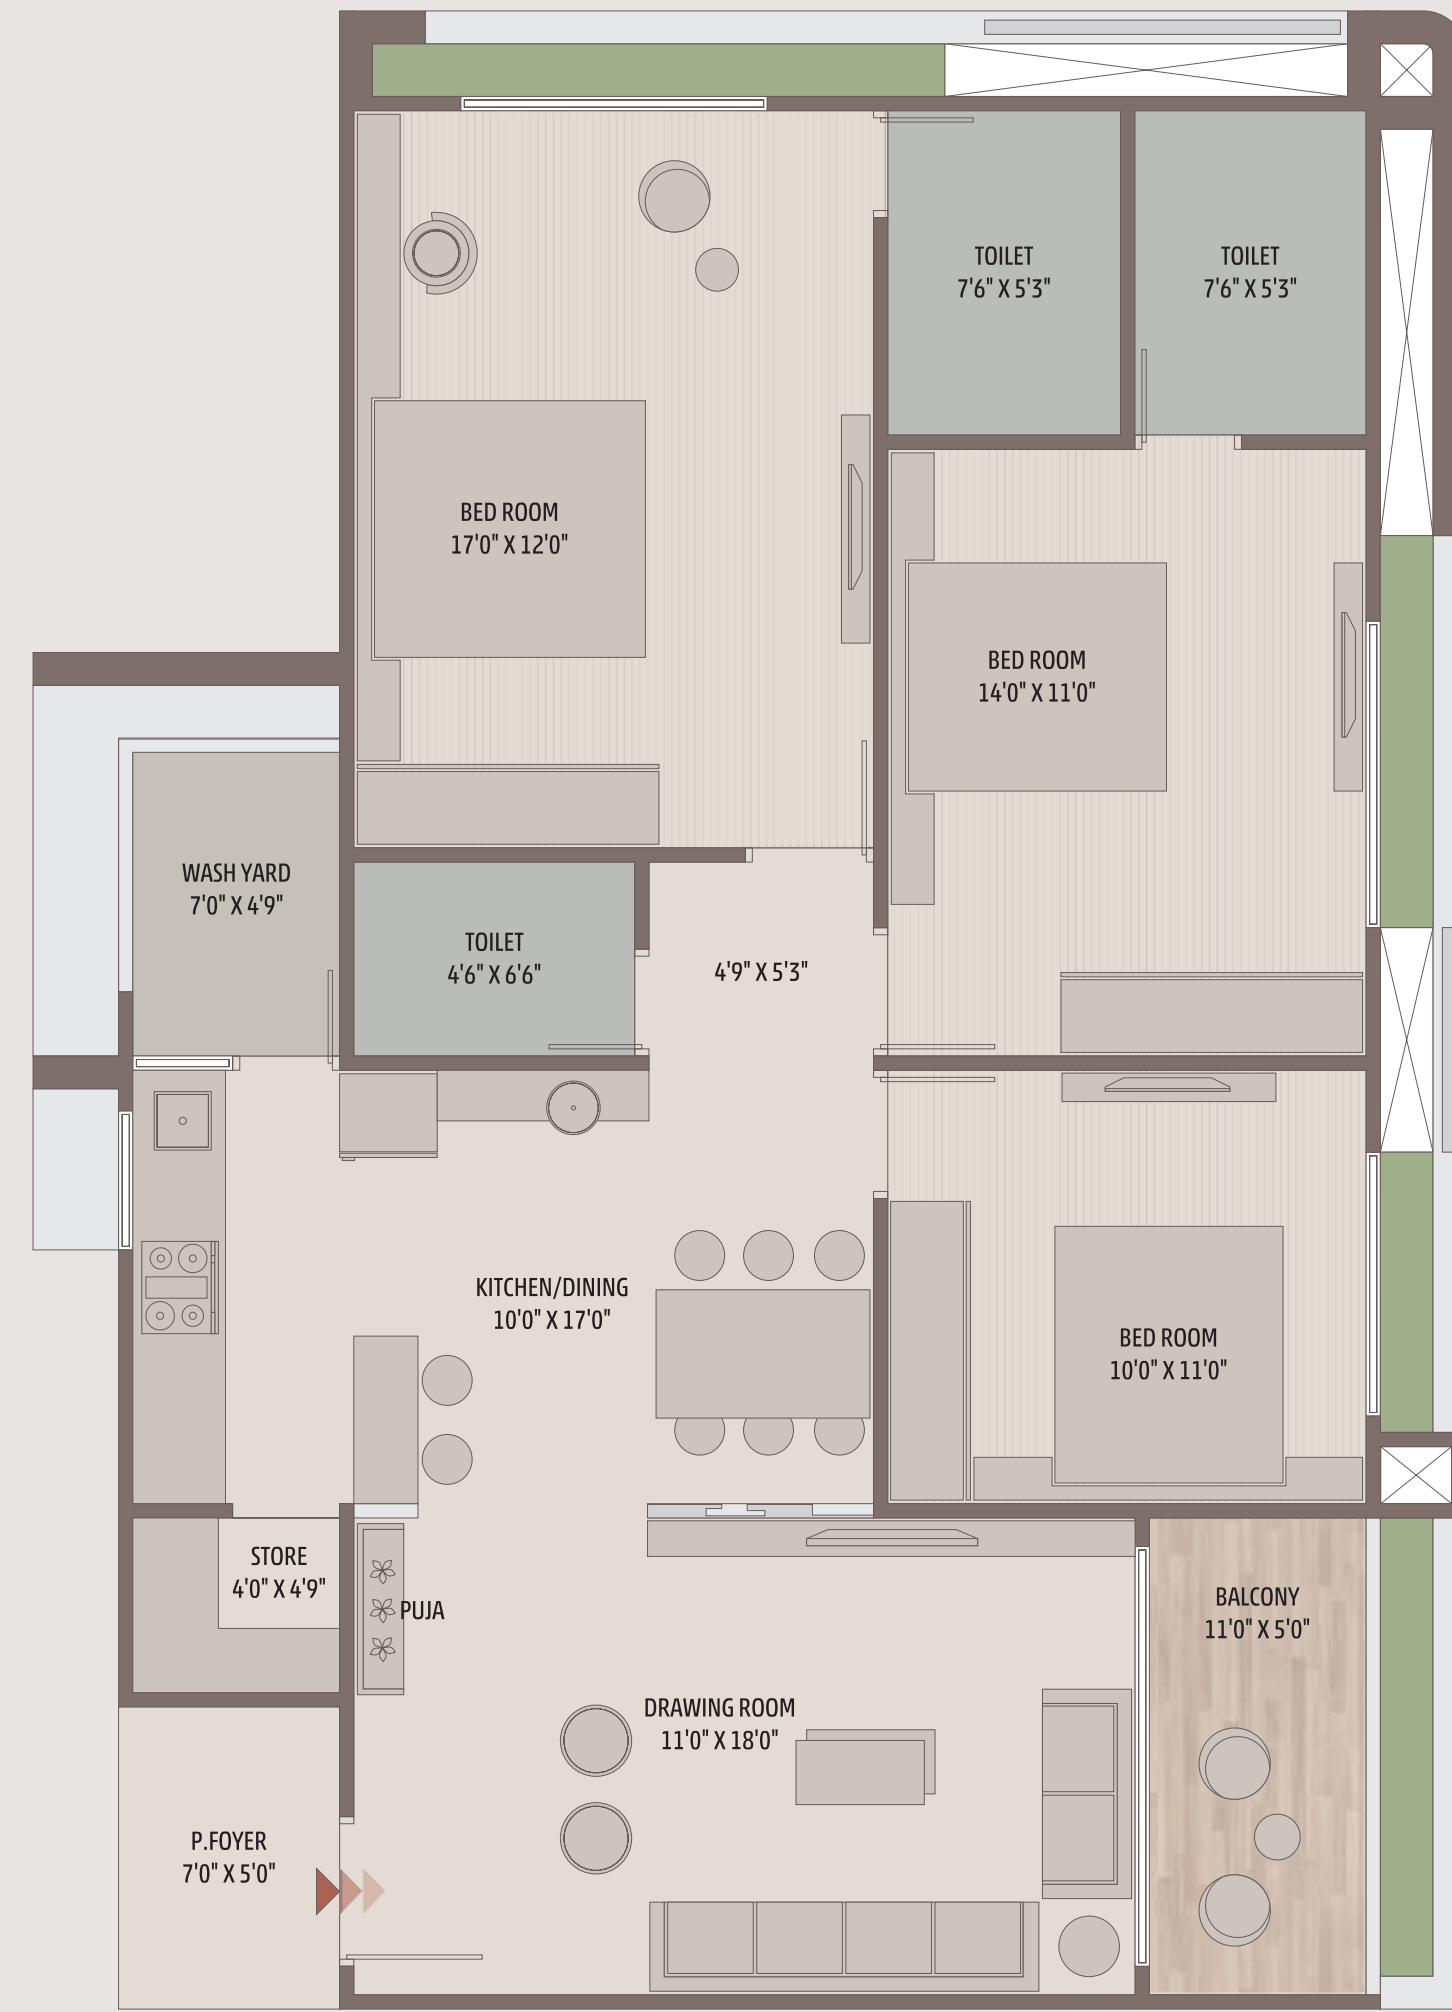 TOILET
7'6" X 5'3"
TOILET
7'6" X 5'3"
BED ROOM
17'0" X 12'0"
BED ROOM
14'0" X 11'0"
WASH YARD
7'0" X 4'9"
TOILET
4'6" X 6'6"
4'9" X 5'3"
KITCHEN/DINING
10'0" X 17'0"
BED ROOM
10'0" X 11'0"
STORE
4'0" X 4'9"
PUJA
BALCONY
11'0" X 5'0"
DRAWING ROOM
11'0" X 18'0"
P.FOYER
7'0" X 5'0"